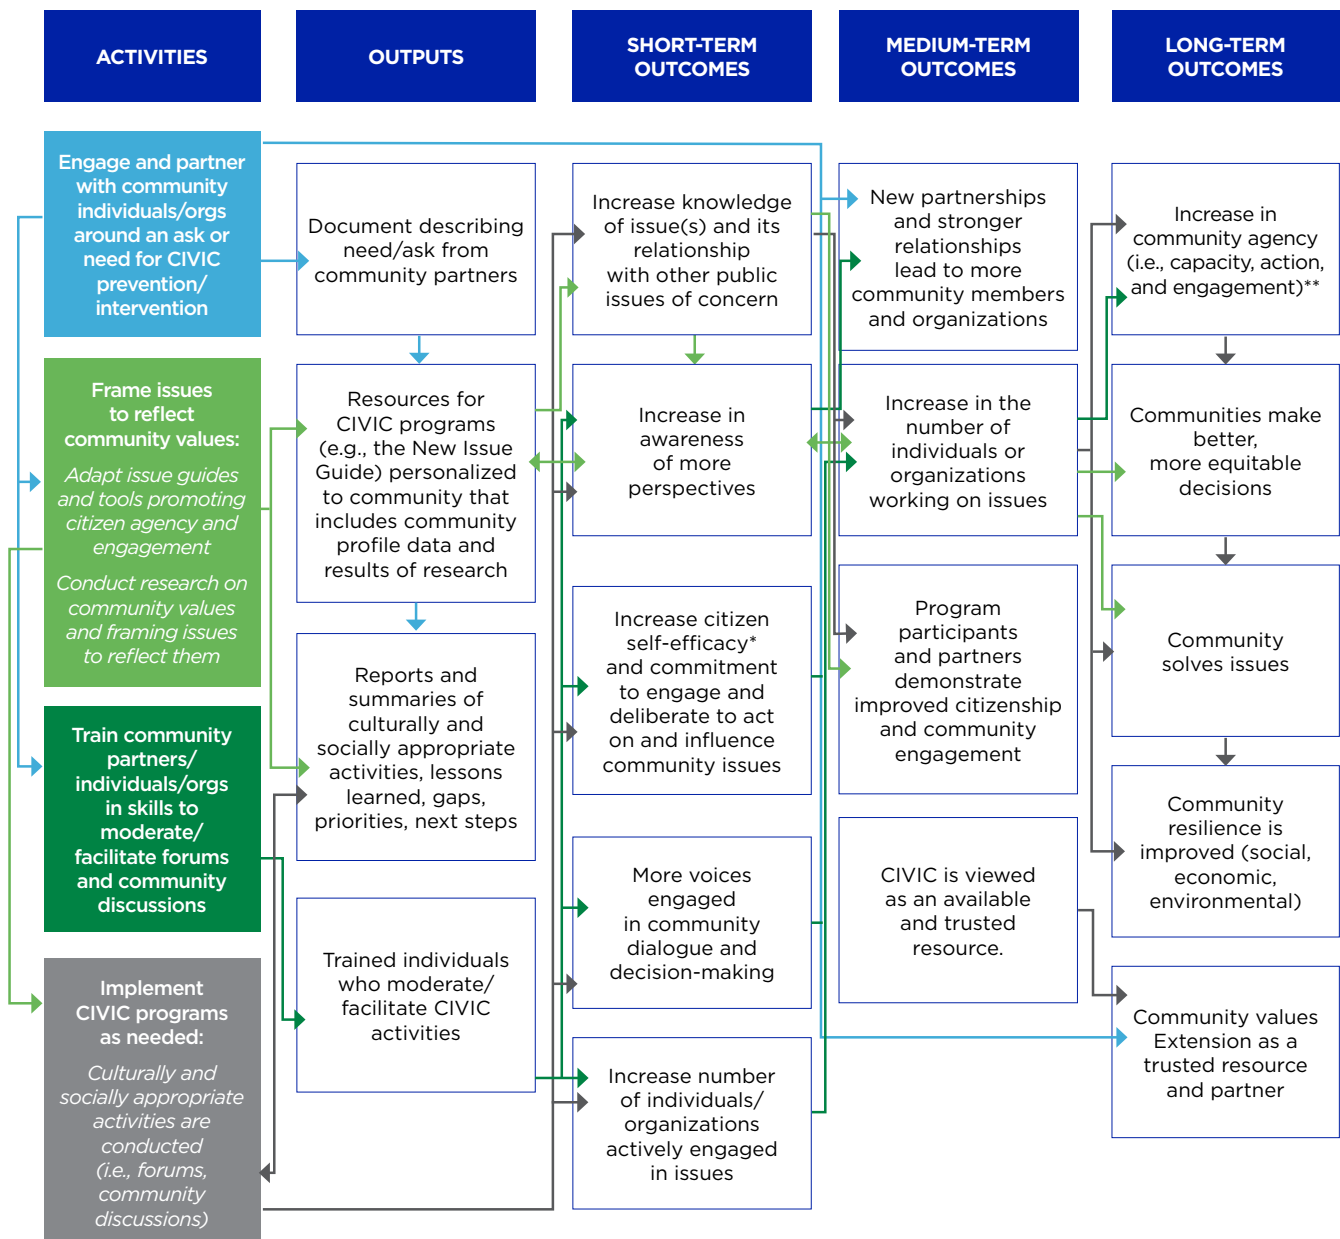 ACTIVITIES
OUTPUTS
SHORT-TERM
OUTCOMES
MEDIUM-TERM
OUTCOMES
LONG-TERM
OUTCOMES
Engage and partner
with community
individuals/orgs
around an ask or
need for CIVIC
prevention/
intervention
Frame issues
to reflect
community values:
Adapt issue guides
and tools promoting
citizen agency and
engagement
Conduct research on
community values
and framing issues
to reflect them
Train community
partners/
individuals/orgs
in skills to
moderate/
facilitate forums
and community
discussions
Implement
CIVIC programs
as needed:
Culturally and
socially appropriate
activities are
conducted
(i.e., forums,
community
discussions)
Document describing
need/ask from
community partners
Resources for
CIVIC programs
(e.g., the New Issue
Guide) personalized
to community that
includes community
profile data and
results of research
Reports and
summaries of
culturally and
socially appropriate
activities, lessons
learned, gaps,
priorities, next steps
Trained individuals
who moderate/
facilitate CIVIC
activities
Increase knowledge
of issue(s) and its
relationship
with other public
issues of concern
Increase in
awareness
of more
perspectives
Increase citizen
self-efficacy*
and commitment
to engage and
deliberate to act
on and influence
community issues
More voices
engaged
in community
dialogue and
decision-making
Increase number
of individuals/
organizations
actively engaged
in issues
New partnerships
and stronger
relationships
lead to more
community members
and organizations
Increase in the
number of
individuals or
organizations
working on issues
Program
participants
and partners
demonstrate
improved citizenship
and community
engagement
CIVIC is viewed
as an available
and trusted
resource.
Increase in
community agency
(i.e., capacity, action,
and engagement)**
Communities make
better,
more equitable
decisions
Community
solves issues
Community
resilience is
improved (social,
economic,
environmental)
Community values
Extension as a
trusted resource
and partner